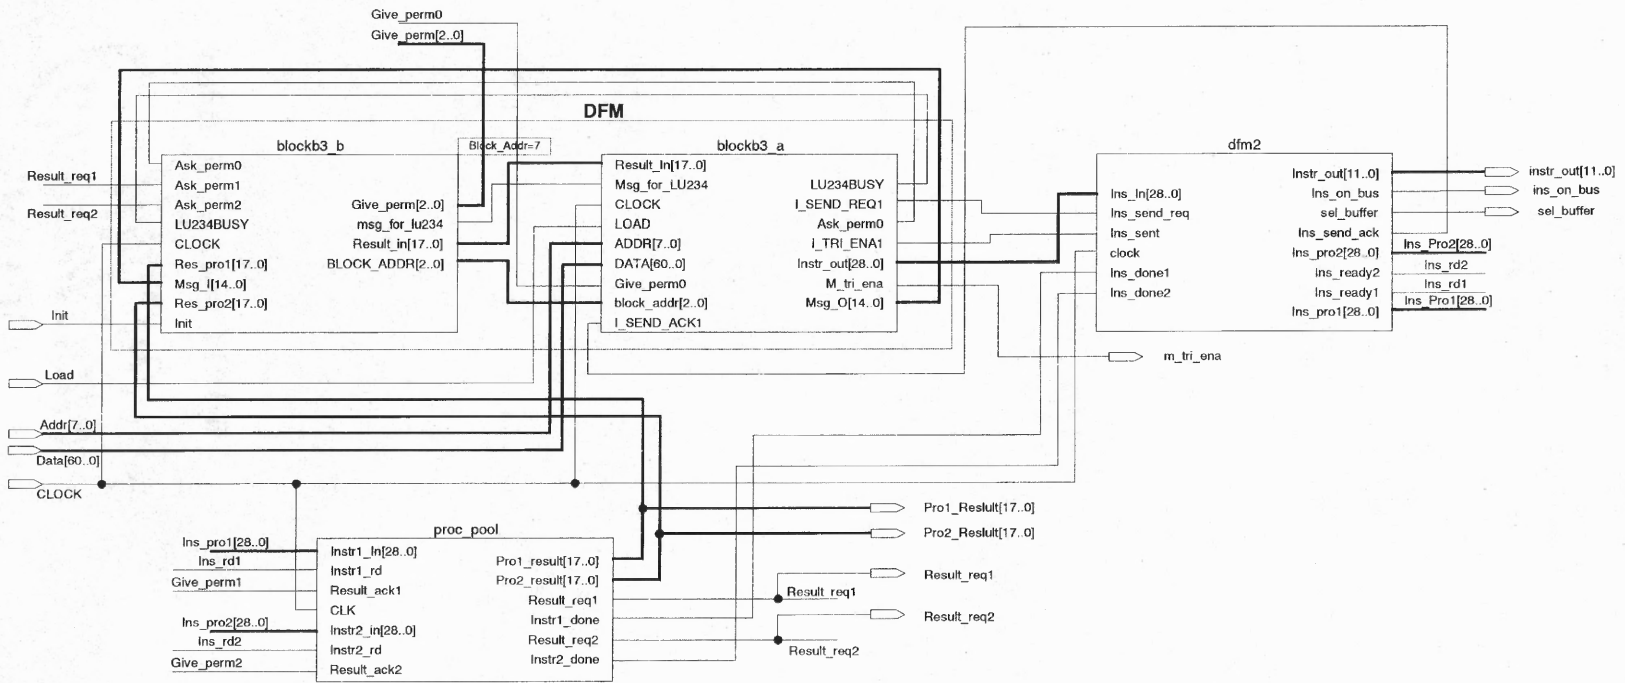 Give_perm0
Give_perm[2..0]
DFM
blockb3_b
Block_Addr=7
blockb3_a
dfm2
Result_req1
Result_req2
Ask_perm0
Ask_perm1
Ask_perm2
LU234BUSY
CLOCK
Res_pro1[17..0]
Msg_I[14..0]
Res_pro2[17..0]
Init
Give_perm[2..0]
msg_for_lu234
Result_in[17..0]
BLOCK_ADDR[2..0]
Result_In[17..0]
Msg_for_LU234
CLOCK
LOAD
ADDR[7..0]
DATA[60..0]
Give_perm0
block_addr[2..0]
I_SEND_ACK1
LU234BUSY
I_SEND_REQ1
Ask_perm0
I_TRI_ENA1
Instr_out[28..0]
M_tri_ena
Msg_O[14..0]
Ins_In[28..0]
Ins_send_req
Ins_sent
clock
Ins_done1
Ins_done2
Instr_out[11..0]
Ins_on_bus
sel_buffer
Ins_send_ack
Ins_pro2[28..0]
Ins_ready2
Ins_ready1
Ins_pro1[28..0]
instr_out[11..0]
ins_on_bus
sel_buffer
Ins_Pro2[28..0]
Ins_rd2
Ins_rd1
Ins_Pro1[28..0]
m_tri_ena
Init
Load
Addr[7..0]
Data[60..0]
CLOCK
proc_pool
Ins_pro1[28..0]
Ins_rd1
Give_perm1
Ins_pro2[28..0]
Ins_rd2
Give_perm2
Instr1_In[28..0]
Instr1_rd
Result_ack1
CLK
Instr2_in[28..0]
Instr2_rd
Result_ack2
Pro1_result[17..0]
Pro2_result[17..0]
Result_req1
Instr1_done
Result_req2
Instr2_done
Pro1_Reslult[17..0]
Pro2_Reslult[17..0]
Result_req1
Result_req1
Result_req2
Result_req2